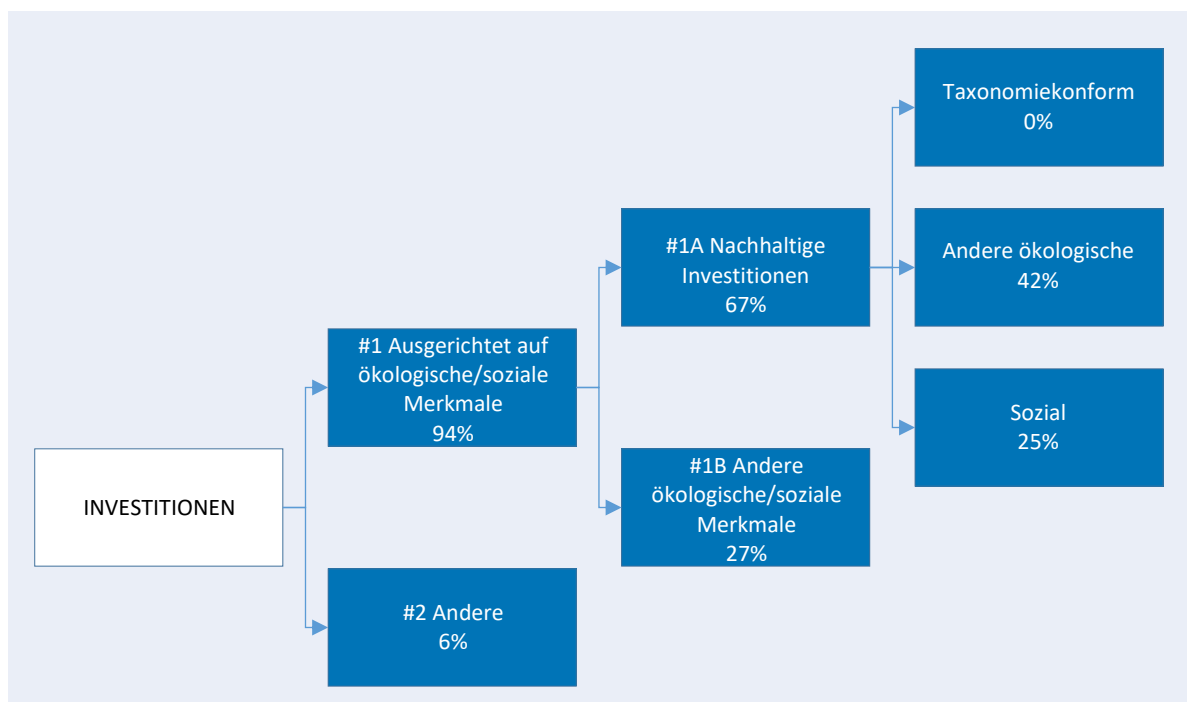 INVESTITIONEN
#1 Ausgerichtet auf
ökologische/soziale
Merkmale
94%
#2 Andere
6%
#1A Nachhaltige
Investitionen
67%
#1B Andere
ökologische/soziale
Merkmale
27%
Taxonomiekonform
0%
Andere ökologische
42%
Sozial
25%